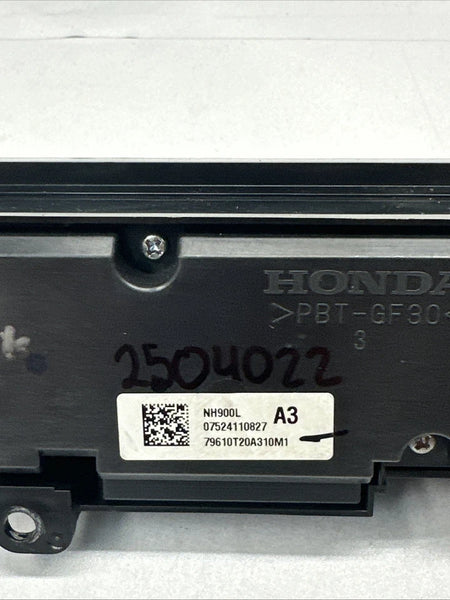 HONDA
>PBT-GF30<
3
2504022
NH900L A3
07524110827
79610T20A310M1